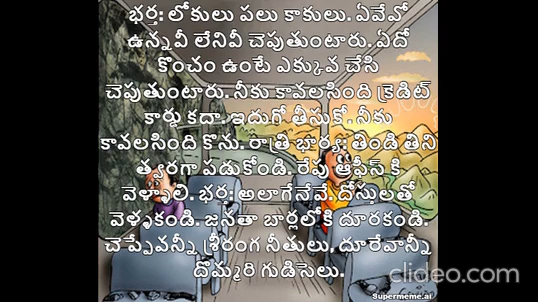 భర్త: లోకులు పలు కాకులు. ఏవేవో
ఉన్నవీ లేనివీ చెపుతుంటారు. ఏదో
కొంచం ఉంటే ఎక్కువ చేసి
చెపుతుంటారు. నీకు కావలసింది క్రెడిట్
కార్డు కదా. ఇదుగో తీసుకో. నీకు
కావలసింది కొను. రాత్రి భార్య: తిండి తిని
త్వరగా పడుకోండి. రేపు ఆఫీస్ కి
వెళ్ళాలి. భర్త: అలాగేనేవే. దోస్తులతో
వెళ్ళకండి. జనతా బార్లలోకి దూరకండి.
చెప్పేవన్నీ శ్రీరంగ నీతులు. దూరేవాన్నీ
దొమ్మరి గుడిసెలు.
clideo.com
Supermeme.ai